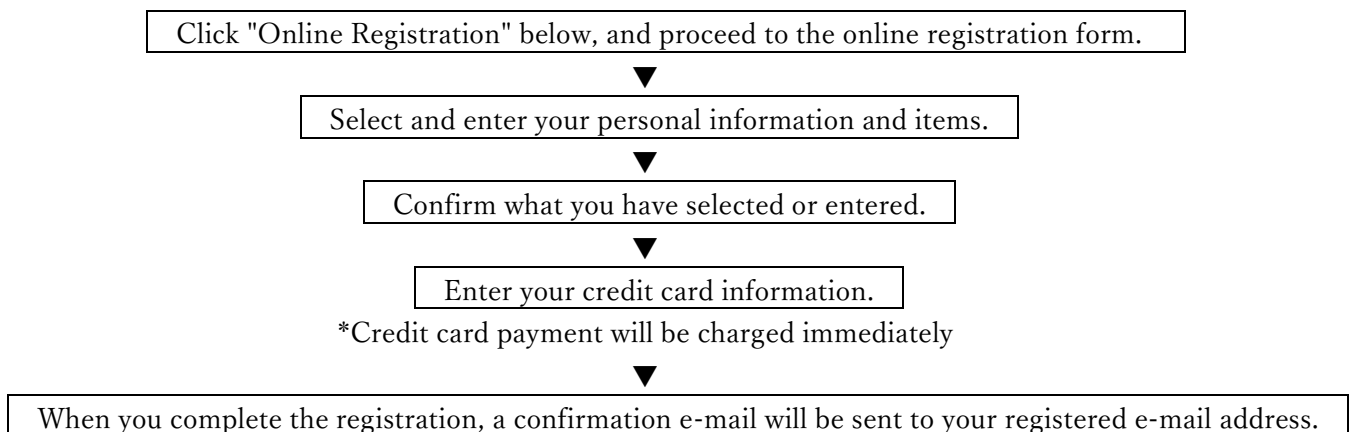 Click "Online Registration" below, and proceed to the online registration form.
Select and enter your personal information and items.
Confirm what you have selected or entered.
Enter your credit card information.
*Credit card payment will be charged immediately
When you complete the registration, a confirmation e-mail will be sent to your registered e-mail address.